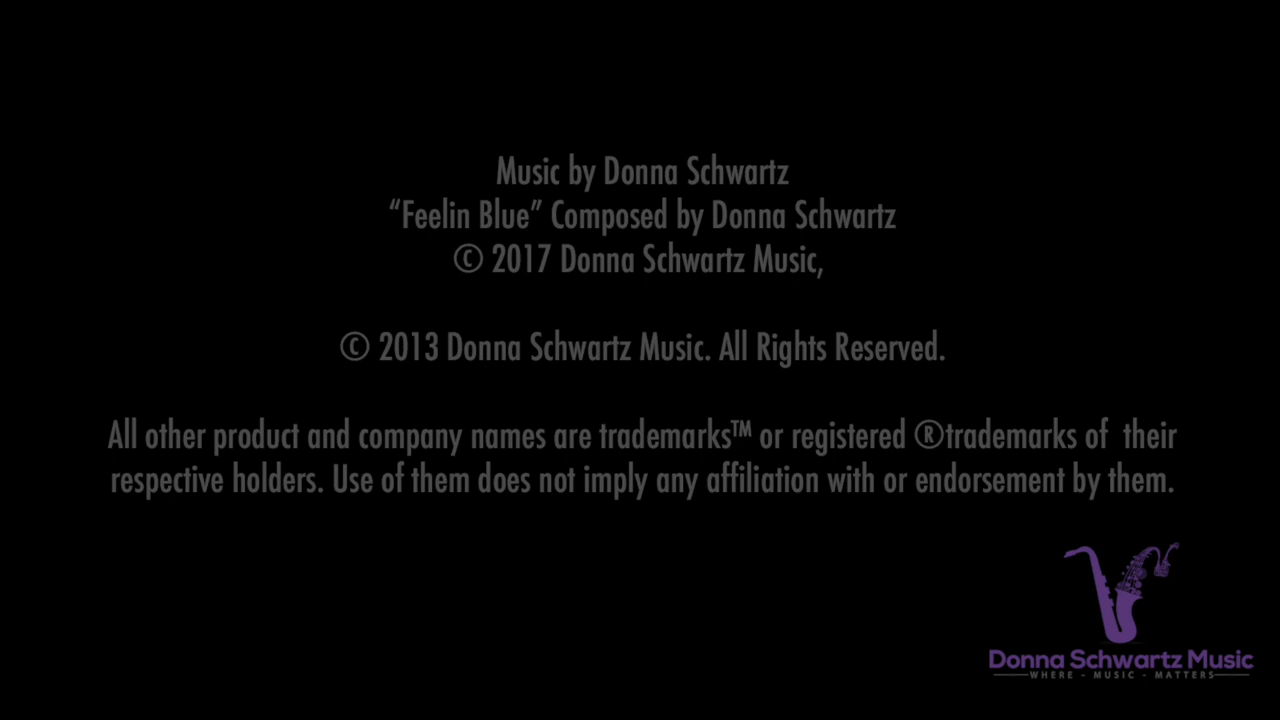 Music by Donna Schwartz
“Feelin Blue” Composed by Donna Schwartz
© 2017 Donna Schwartz Music,
© 2013 Donna Schwartz Music. All Rights Reserved.
All other product and company names are trademarks™ or registered ®trademarks of  their
respective holders. Use of them does not imply any affiliation with or endorsement by them.
Donna Schwartz Music
WHERE - MUSIC - MATTERS